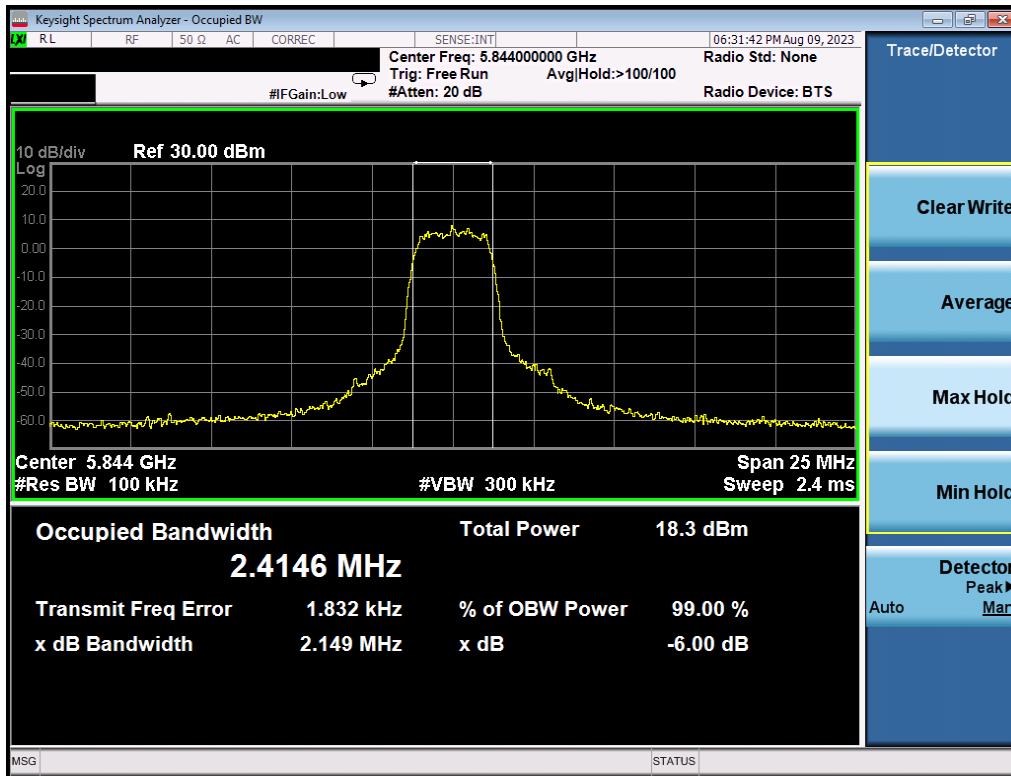 Keysight Spectrum Analyzer - Occupied BW
LXI RL RF 50 Ω AC CORREC SENSE:INT 06:31:42 PM Aug 09, 2023
Center Freq: 5.844000000 GHz Radio Std: None
Trig: Free Run Avg|Hold:>100/100
#IFGain:Low #Atten: 20 dB Radio Device: BTS
10 dB/div Ref 30.00 dBm
Log
20.0
10.0
0.00
-10.0
-20.0
-30.0
-40.0
-50.0
-60.0
Center 5.844 GHz Span 25 MHz
#Res BW 100 kHz #VBW 300 kHz Sweep 2.4 ms
Occupied Bandwidth Total Power 18.3 dBm
2.4146 MHz
Transmit Freq Error 1.832 kHz % of OBW Power 99.00 %
x dB Bandwidth 2.149 MHz x dB -6.00 dB
MSG STATUS
Trace/Detector
Clear Write
Average
Max Hold
Min Hold
Detector
Peak
Auto Man